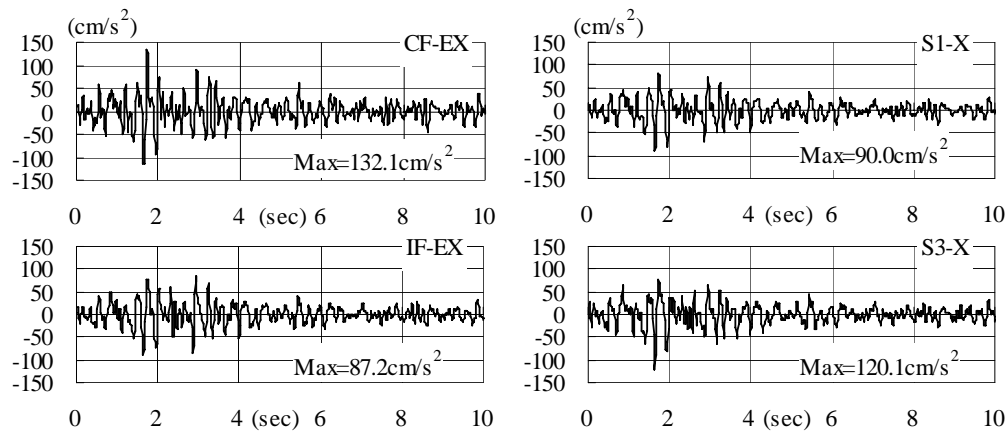 (cm/s²) (cm/s²)
150 CF-EX 150 S1-X
100 100
50 50
0 0
-50 -50
-100 Max=132.1cm/s² -100 Max=90.0cm/s²
-150 -150
0 2 4 (sec) 6 8 10 0 2 4 (sec) 6 8 10
150 IF-EX 150 S3-X
100 100
50 50
0 0
-50 -50
-100 Max=87.2cm/s² -100 Max=120.1cm/s²
-150 -150
0 2 4 (sec) 6 8 10 0 2 4 (sec) 6 8 10